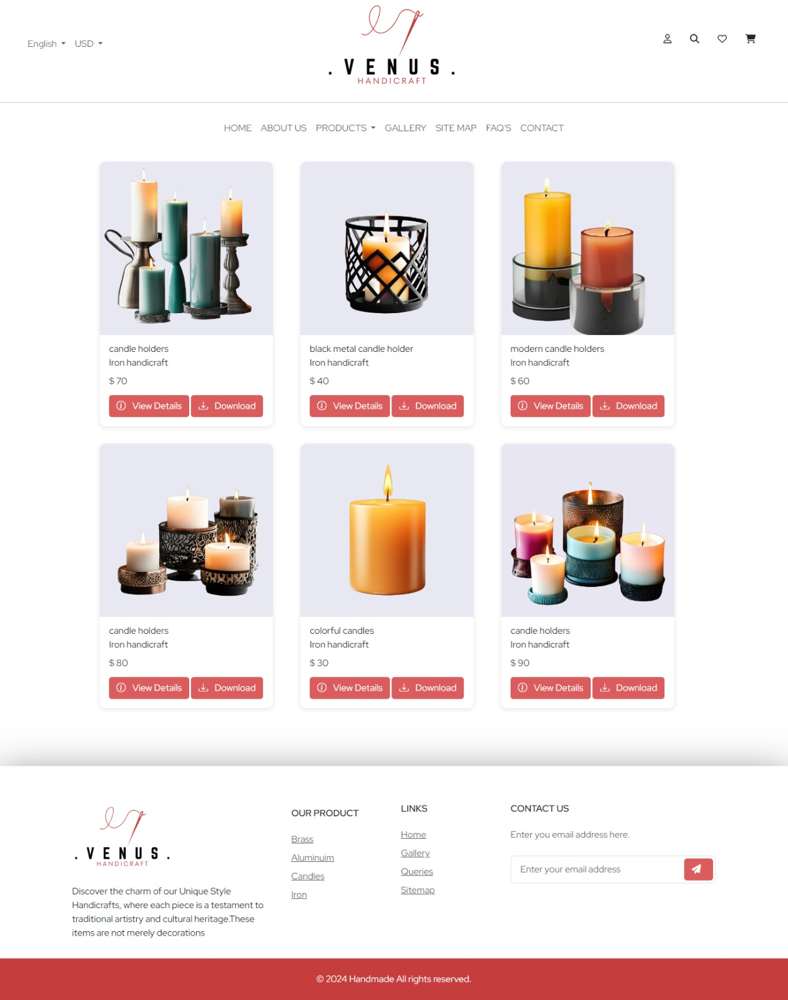 English USD
. VENUS .
HANDICRAFT
HOME ABOUT US PRODUCTS GALLERY SITE MAP FAQ'S CONTACT
candle holders
Iron handicraft
$ 70
View Details Download
black metal candle holder
Iron handicraft
$ 40
View Details Download
modern candle holders
Iron handicraft
$ 60
View Details Download
candle holders
Iron handicraft
$ 80
View Details Download
colorful candles
Iron handicraft
$ 30
View Details Download
candle holders
Iron handicraft
$ 90
View Details Download
. VENUS .
HANDICRAFT
Discover the charm of our Unique Style
Handicrafts, where each piece is a testament to
traditional artistry and cultural heritage.These
items are not merely decorations
OUR PRODUCT
Brass
Aluminuim
Candles
Iron
LINKS
Home
Gallery
Queries
Sitemap
CONTACT US
Enter you email address here.
Enter your email address
© 2024 Handmade All rights reserved.